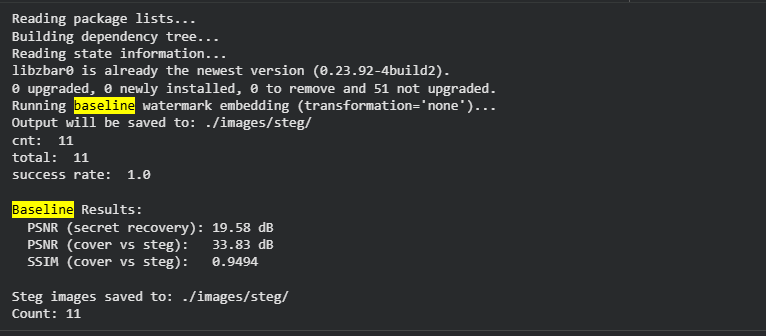 Reading package lists...
Building dependency tree...
Reading state information...
libzbar0 is already the newest version (0.23.92-4build2).
0 upgraded, 0 newly installed, 0 to remove and 51 not upgraded.
Running baseline watermark embedding (transformation='none')...
Output will be saved to: ./images/steg/
cnt:  11
total:  11
success rate:  1.0

Baseline Results:
  PSNR (secret recovery): 19.58 dB
  PSNR (cover vs steg):   33.83 dB
  SSIM (cover vs steg):   0.9494

Steg images saved to: ./images/steg/
Count: 11